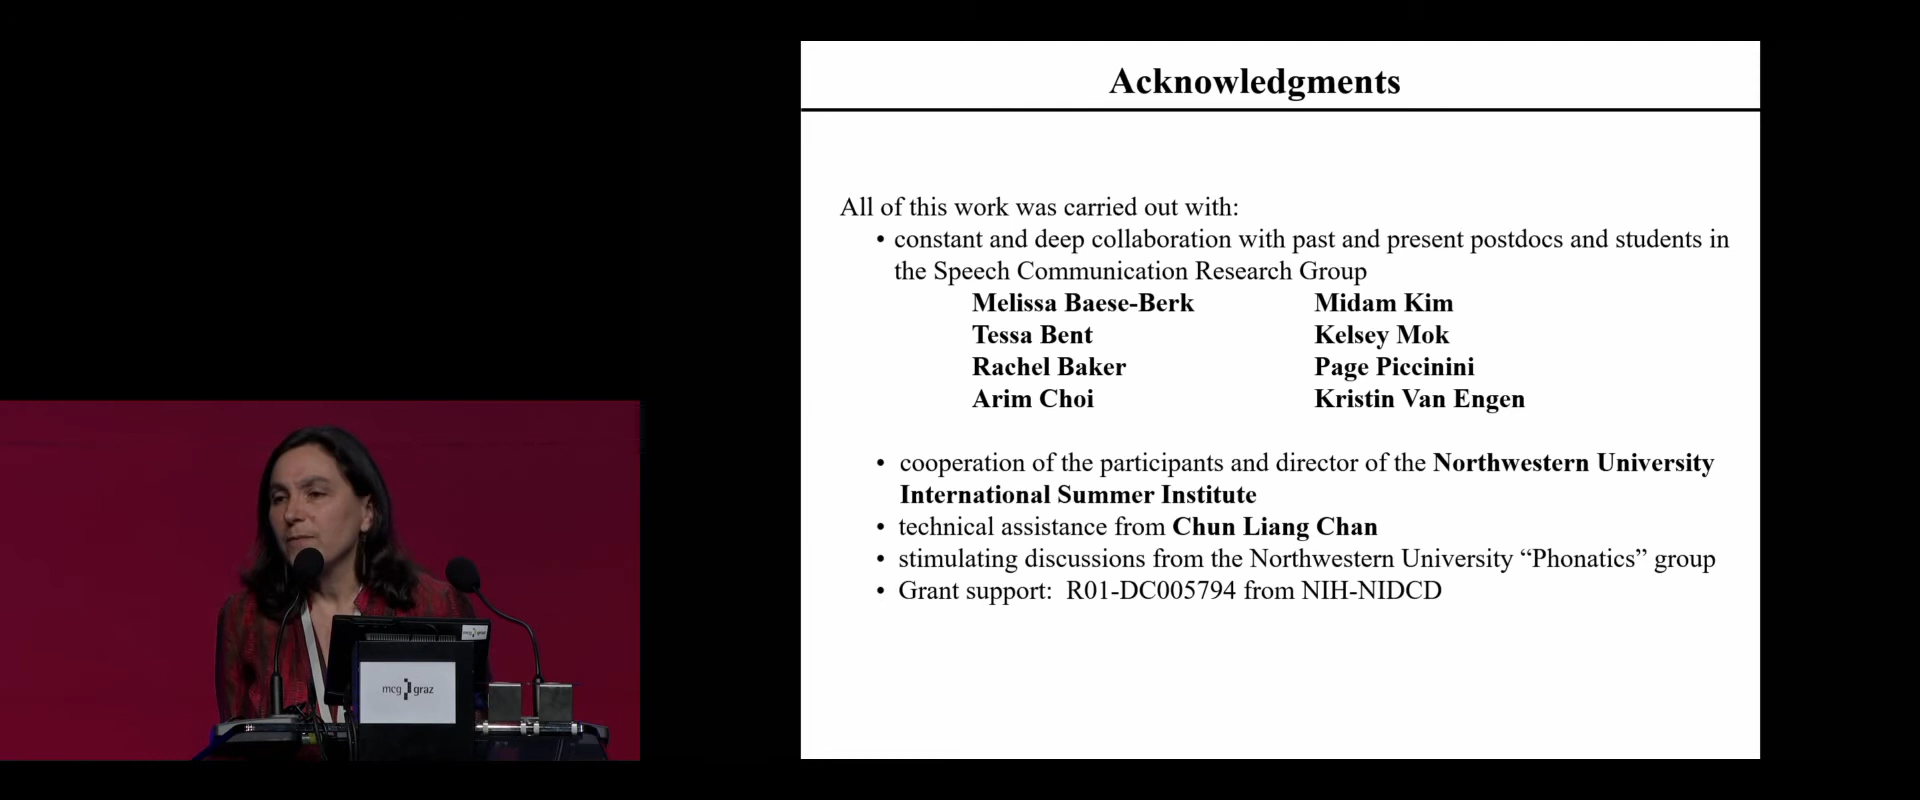 Acknowledgments
All of this work was carried out with:
• constant and deep collaboration with past and present postdocs and students in
the Speech Communication Research Group
Melissa Baese-Berk Midam Kim
Tessa Bent Kelsey Mok
Rachel Baker Page Piccinini
Arim Choi Kristin Van Engen
• cooperation of the participants and director of the Northwestern University
International Summer Institute
• technical assistance from Chun Liang Chan
• stimulating discussions from the Northwestern University “Phonatics” group
• Grant support: R01-DC005794 from NIH-NIDCD
mcg graz
mcg graz